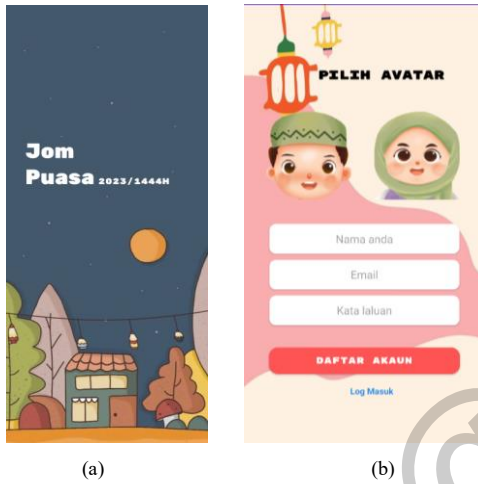 Jom
Puasa 2023/1444H
PILIH AVATAR
Nama anda
Email
Kata laluan
DAFTAR AKAUN
Log Masuk
(a)
(b)